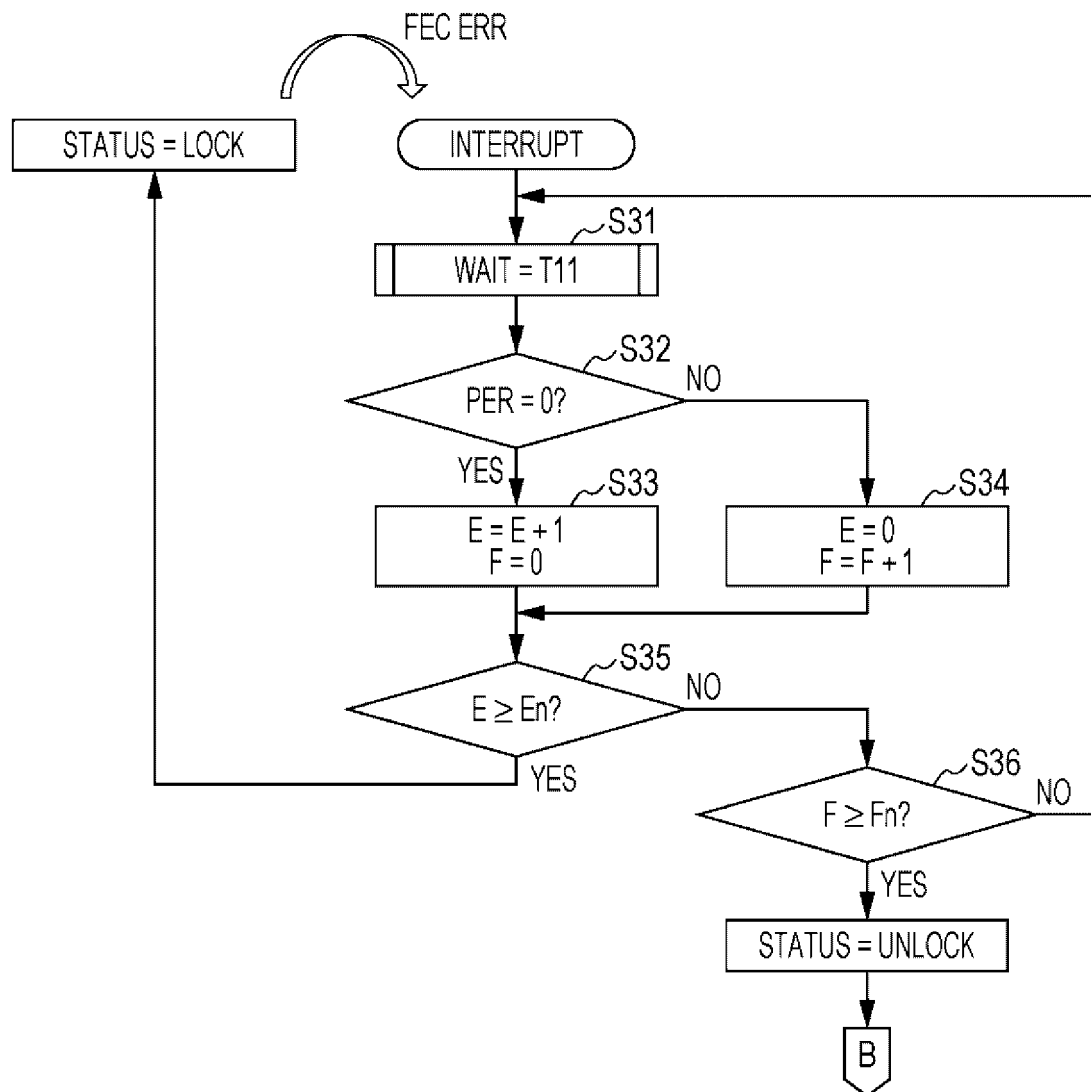 FEC ERR
STATUS = LOCK
INTERRUPT
S31
WAIT = T11
S32
PER = 0?
NO
YES
S33
E = E + 1
F = 0
S34
E = 0
F = F + 1
S35
E ≥ En?
NO
YES
S36
F ≥ Fn?
NO
YES
STATUS = UNLOCK
B